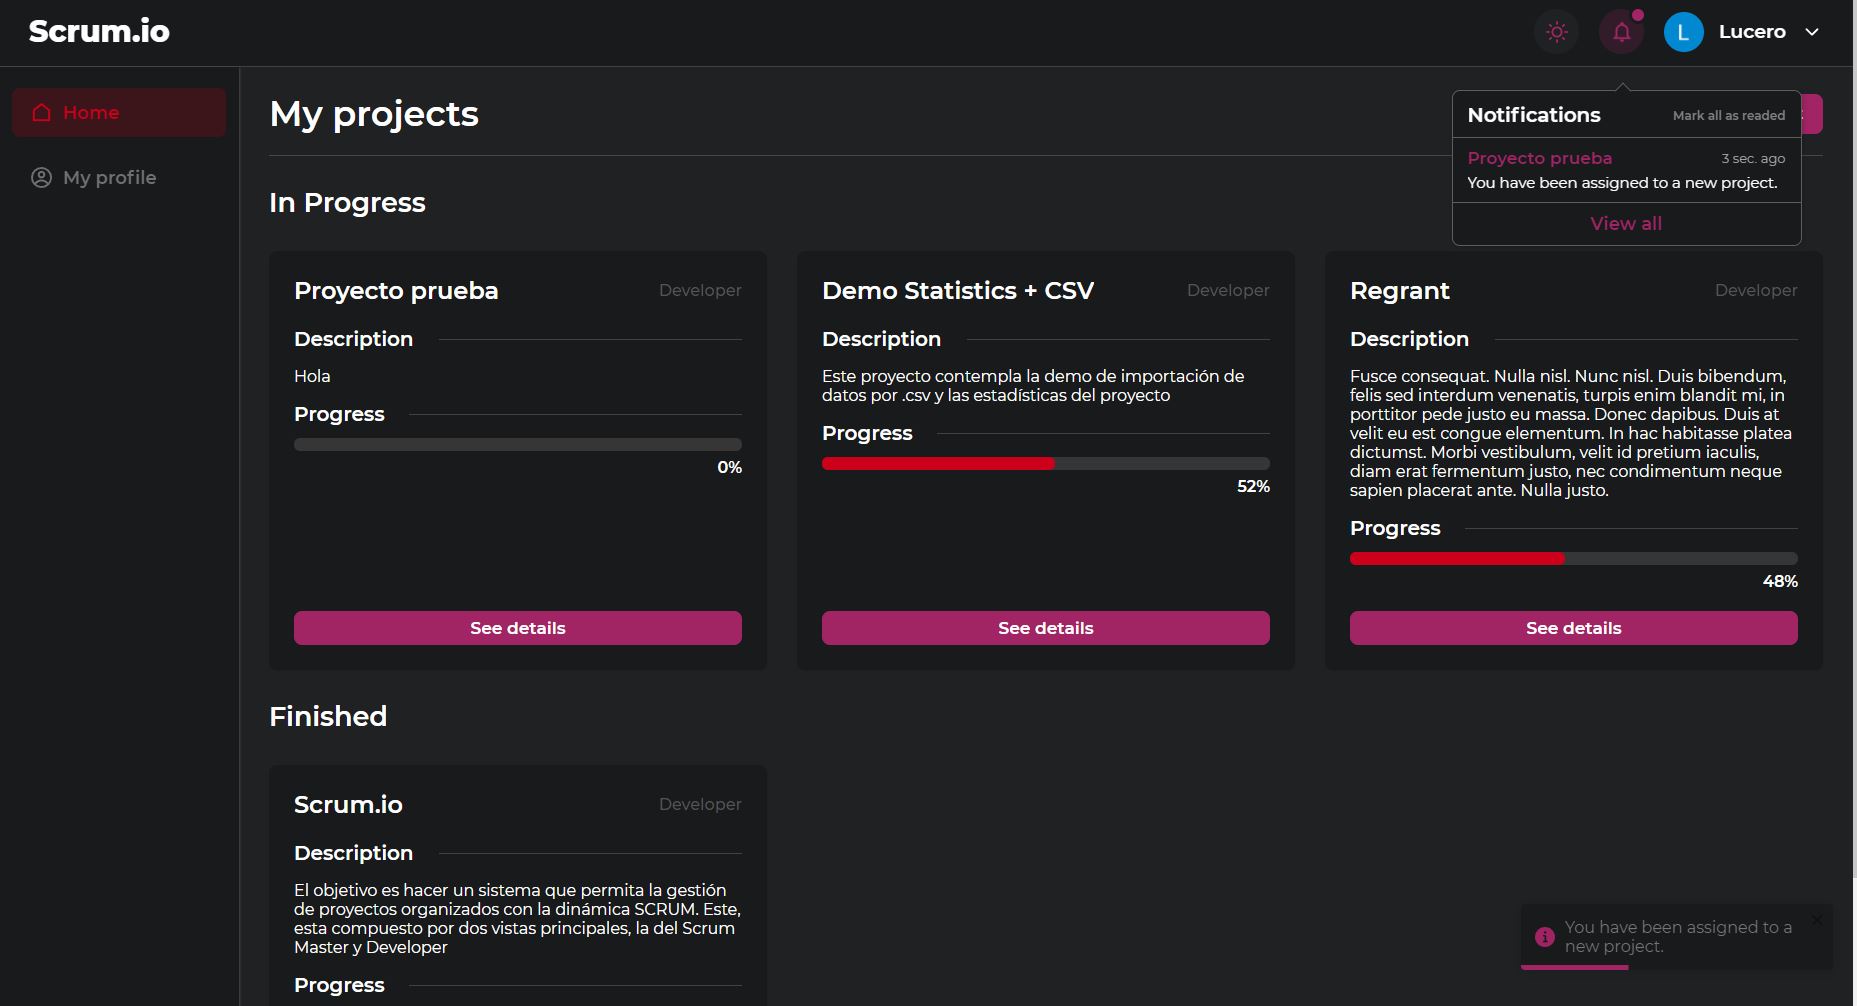 Scrum.io
L
Lucero
Home
My profile
My projects
Notifications
Mark all as readed
Proyecto prueba
3 sec. ago
You have been assigned to a new project.
View all
In Progress
Proyecto prueba
Developer
Description
Hola
Progress
0%
See details
Demo Statistics + CSV
Developer
Description
Este proyecto contempla la demo de importación de
datos por .csv y las estadísticas del proyecto
Progress
52%
See details
Regrant
Developer
Description
Fusce consequat. Nulla nisl. Nunc nisl. Duis bibendum,
felis sed interdum venenatis, turpis enim blandit mi, in
porttitor pede justo eu massa. Donec dapibus. Duis at
velit eu est congue elementum. In hac habitasse platea
dictumst. Morbi vestibulum, velit id pretium iaculis,
diam erat fermentum justo, nec condimentum neque
sapien placerat ante. Nulla justo.
Progress
48%
See details
Finished
Scrum.io
Developer
Description
El objetivo es hacer un sistema que permita la gestión
de proyectos organizados con la dinámica SCRUM. Este,
esta compuesto por dos vistas principales, la del Scrum
Master y Developer
Progress
You have been assigned to a
new project.